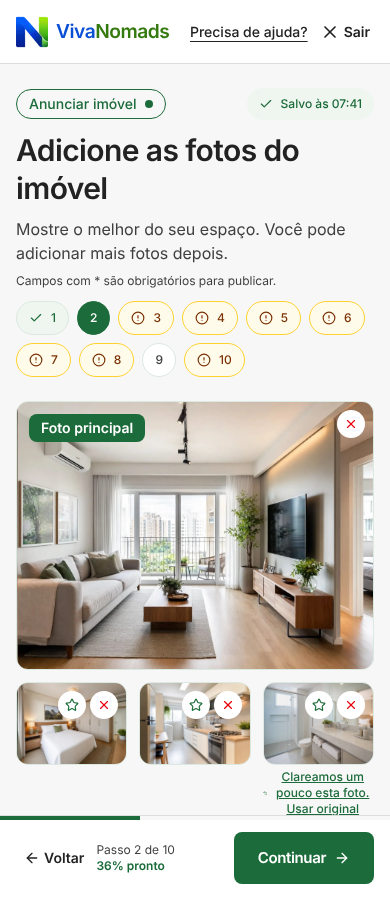 VivaNomads
Precisa de ajuda?
Sair
Anunciar imóvel
Salvo às 07:41
Adicione as fotos do
imóvel
Mostre o melhor do seu espaço. Você pode
adicionar mais fotos depois.
Campos com * são obrigatórios para publicar.
1 2 3 4 5 6
7 8 9 10
Foto principal
Clareamos um
pouco esta foto.
Usar original
Voltar
Passo 2 de 10
36% pronto
Continuar